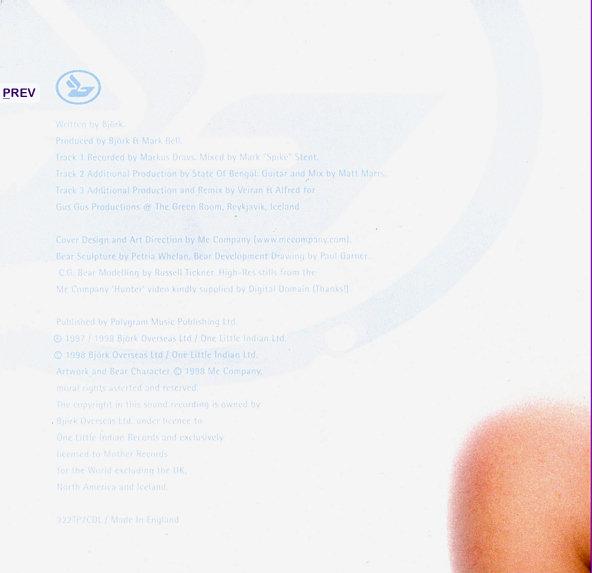 PREV
Written by Björk.
Produced by Björk & Mark Bell.
Track 1 Recorded by Markus Dravs. Mixed by Mark "Spike" Stent.
Track 2 Additional Production by State Of Bengal: Guitar and Mix by Matt Mars.
Track 3 Additional Production and Remix by Veiran & Alfred for
Gus Gus Productions @ The Green Room, Reykjavik, Iceland
Cover Design and Art Direction by Me Company (www.mecompany.com).
Bear Sculpture by Petria Whelan. Bear Development Drawing by Paul Garner.
C.G. Bear Modelling by Russell Tickner. High-Res stills from the
Me Company 'Hunter' video kindly supplied by Digital Domain (Thanks!)
Published by Polygram Music Publishing Ltd.
℗ 1997 / 1998 Björk Overseas Ltd / One Little Indian Ltd.
© 1998 Björk Overseas Ltd / One Little Indian Ltd.
Artwork and Bear Character © 1998 Me Company,
moral rights asserted and reserved.
The copyright in this sound recording is owned by
Björk Overseas Ltd. under licence to
One Little Indian Records and exclusively
licensed to Mother Records
for the World excluding the UK,
North America and Iceland.
322TP7CDL / Made In England